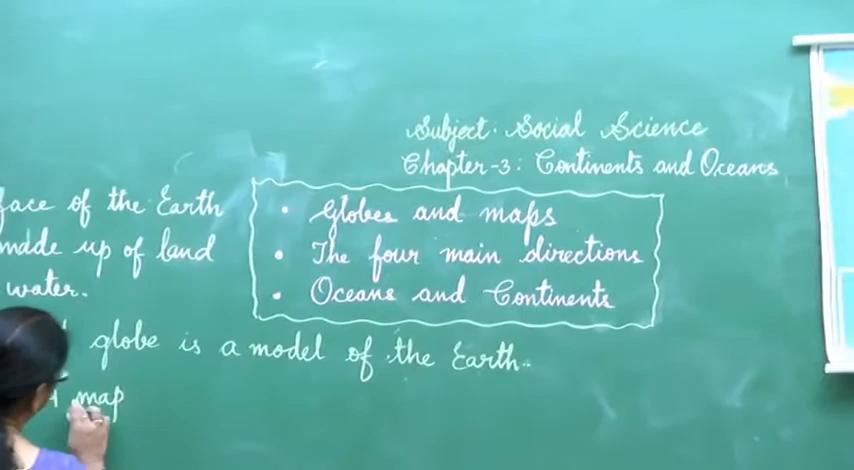 Subject: Social Science
Chapter-3: Continents and Oceans
• Globes and maps
• The four main directions
• Oceans and Continents
face of the Earth
made up of land
water.
globe is a model of the Earth.
A map